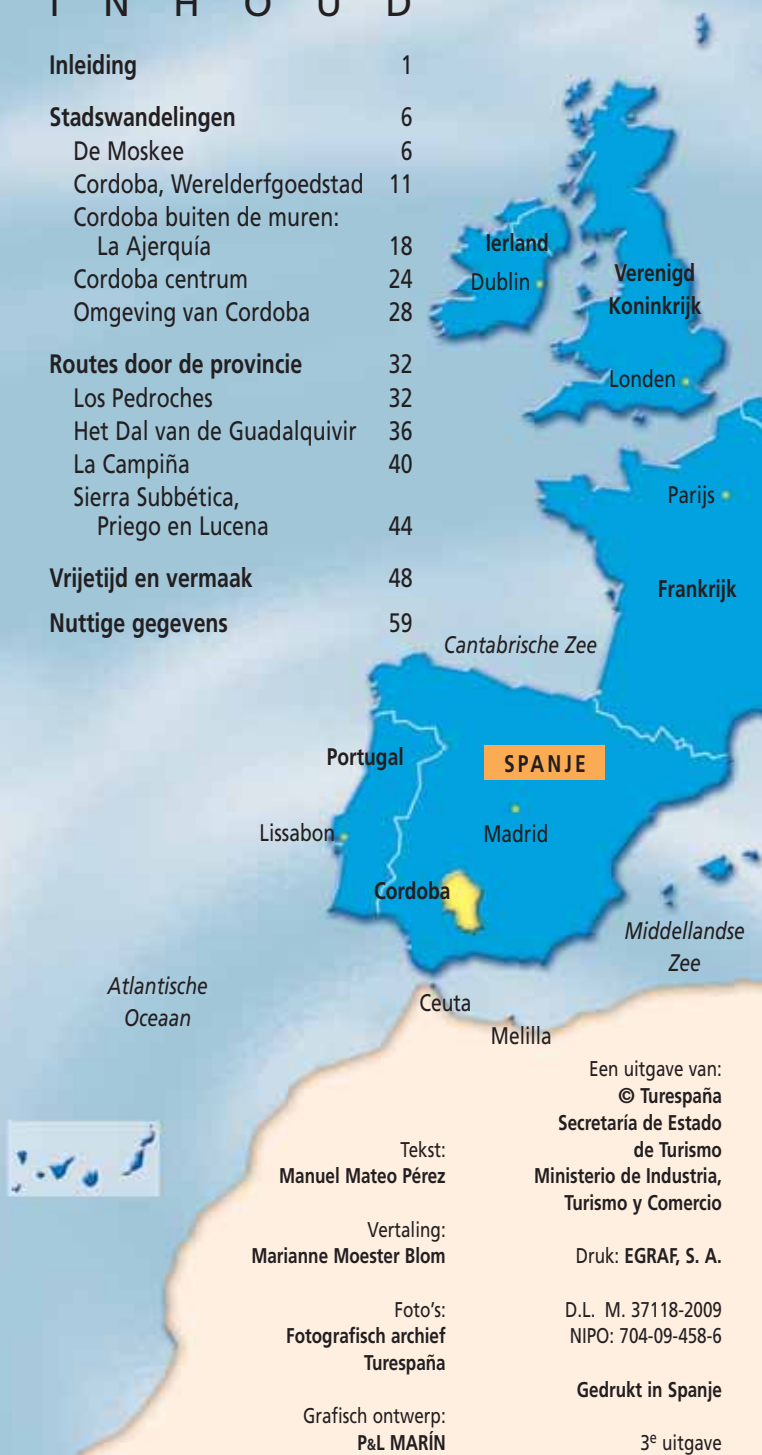 I N H O U D
Inleiding 1
Stadswandelingen 6
De Moskee 6
Cordoba, Werelderfgoedstad 11
Cordoba buiten de muren:
La Ajerquía 18
Cordoba centrum 24
Omgeving van Cordoba 28
Routes door de provincie 32
Los Pedroches 32
Het Dal van de Guadalquivir 36
La Campiña 40
Sierra Subbética,
Priego en Lucena 44
Vrijetijd en vermaak 48
Nuttige gegevens 59
Ierland
Dublin
Verenigd
Koninkrijk
Londen
Parijs
Frankrijk
Cantabrische Zee
Portugal
SPANJE
Lissabon
Madrid
Cordoba
Middellandse
Zee
Atlantische
Oceaan
Ceuta
Melilla
Tekst:
Manuel Mateo Pérez
Vertaling:
Marianne Moester Blom
Foto's:
Fotografisch archief
Turespaña
Grafisch ontwerp:
P&L MARÍN
Een uitgave van:
© Turespaña
Secretaría de Estado
de Turismo
Ministerio de Industria,
Turismo y Comercio
Druk: EGRAF, S. A.
D.L. M. 37118-2009
NIPO: 704-09-458-6
Gedrukt in Spanje
3e uitgave